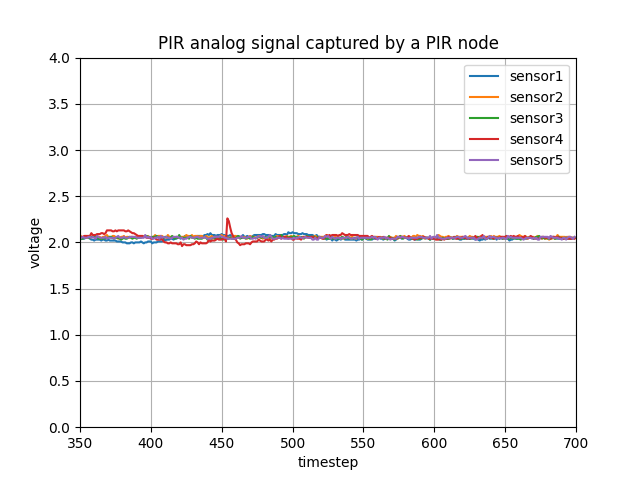 PIR analog signal captured by a PIR node
4.0
3.5
3.0
2.5
2.0
1.5
1.0
0.5
0.0
voltage
sensor1
sensor2
sensor3
sensor4
sensor5
350 400 450 500 550 600 650 700
timestep